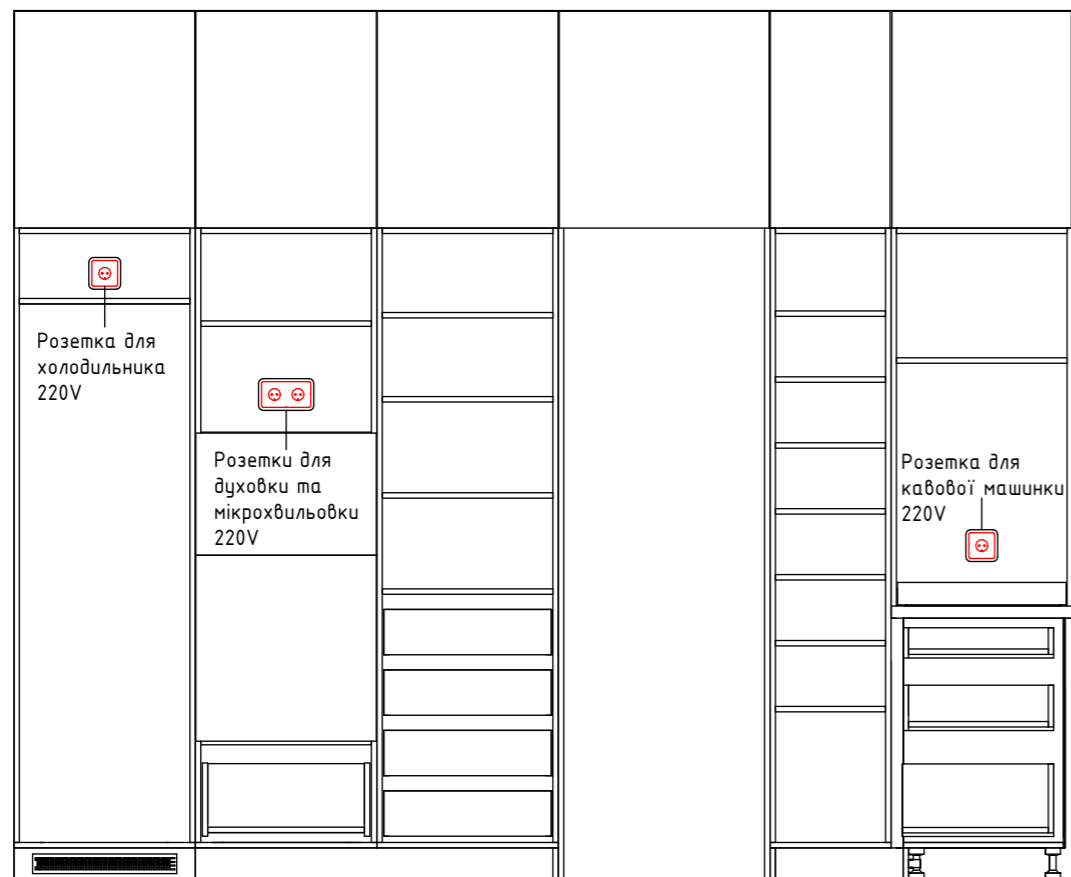 Розетка для
холодильника
220V
Розетки для
духовки та
мікрохвильовки
220V
Розетка для
кавової машинки
220V